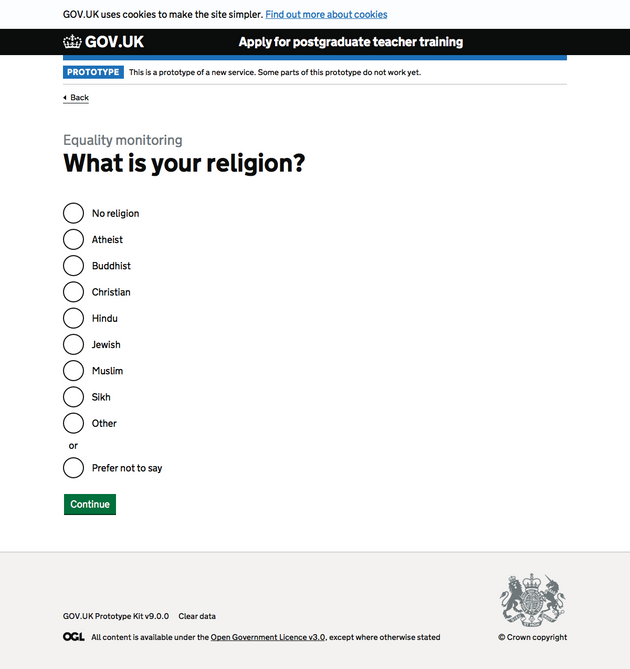 GOV.UK uses cookies to make the site simpler. Find out more about cookies
GOV.UK Apply for postgraduate teacher training
PROTOTYPE This is a prototype of a new service. Some parts of this prototype do not work yet.
Back
Equality monitoring
What is your religion?
No religion
Atheist
Buddhist
Christian
Hindu
Jewish
Muslim
Sikh
Other
or
Prefer not to say
Continue
GOV.UK Prototype Kit v9.0.0 Clear data
OGL All content is available under the Open Government Licence v3.0, except where otherwise stated
© Crown copyright